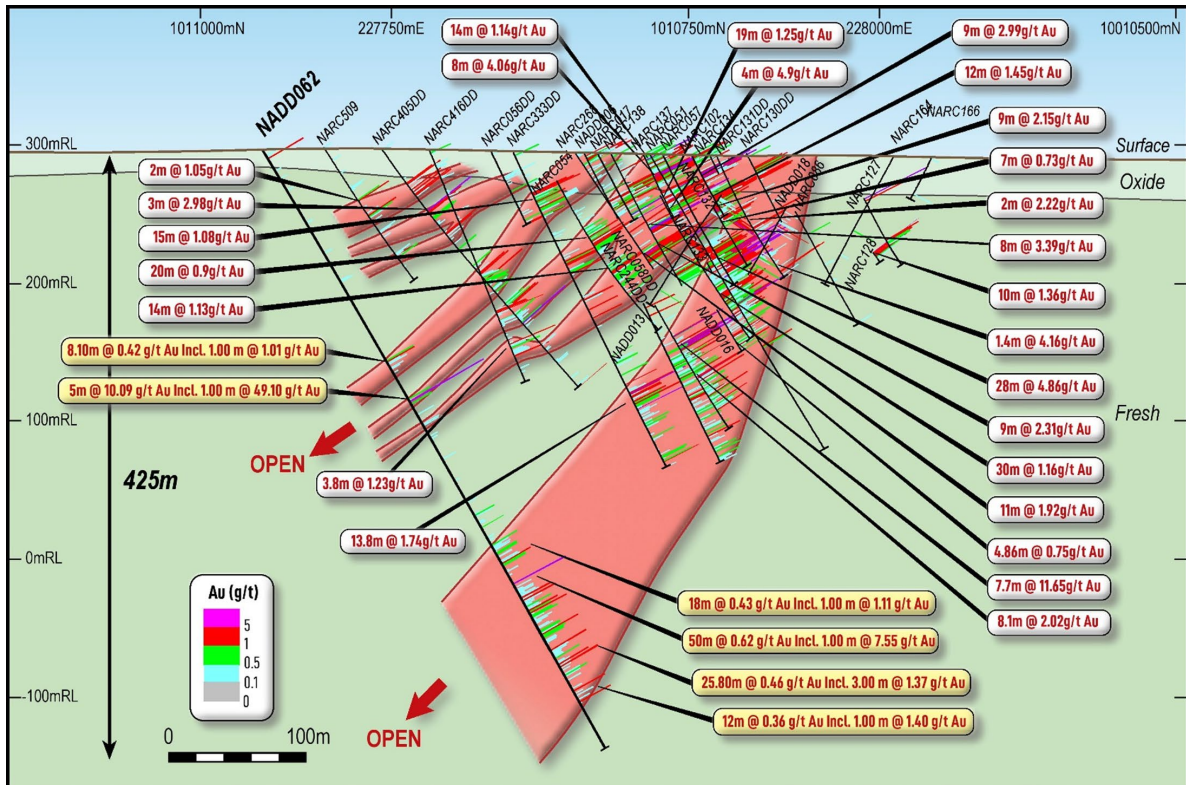 1011000mN
227750mE
1010750mN
228000mE
10010500mN
14m @ 1.14g/t Au
8m @ 4.06g/t Au
19m @ 1.25g/t Au
4m @ 4.9g/t Au
9m @ 2.99g/t Au
12m @ 1.45g/t Au
NADD062
NARC509
NARC405DD
NARC416DD
NARC056DD
NARC333DD
NARC054
NARC137
NARC131DD
NARC130DD
NADD018
NARC127
NARC164
NARC166
NARC128
NARC058DD
NARC244DD
NADD013
NADD016
300mRL
200mRL
100mRL
0mRL
-100mRL
Surface
Oxide
Fresh
2m @ 1.05g/t Au
3m @ 2.98g/t Au
15m @ 1.08g/t Au
20m @ 0.9g/t Au
14m @ 1.13g/t Au
8.10m @ 0.42 g/t Au Incl. 1.00 m @ 1.01 g/t Au
5m @ 10.09 g/t Au Incl. 1.00 m @ 49.10 g/t Au
OPEN
425m
3.8m @ 1.23g/t Au
13.8m @ 1.74g/t Au
9m @ 2.15g/t Au
7m @ 0.73g/t Au
2m @ 2.22g/t Au
8m @ 3.39g/t Au
10m @ 1.36g/t Au
1.4m @ 4.16g/t Au
28m @ 4.86g/t Au
9m @ 2.31g/t Au
30m @ 1.16g/t Au
11m @ 1.92g/t Au
4.86m @ 0.75g/t Au
7.7m @ 11.65g/t Au
8.1m @ 2.02g/t Au
18m @ 0.43 g/t Au Incl. 1.00 m @ 1.11 g/t Au
50m @ 0.62 g/t Au Incl. 1.00 m @ 7.55 g/t Au
25.80m @ 0.46 g/t Au Incl. 3.00 m @ 1.37 g/t Au
12m @ 0.36 g/t Au Incl. 1.00 m @ 1.40 g/t Au
OPEN
Au (g/t)
5
1
0.5
0.1
0
0
100m